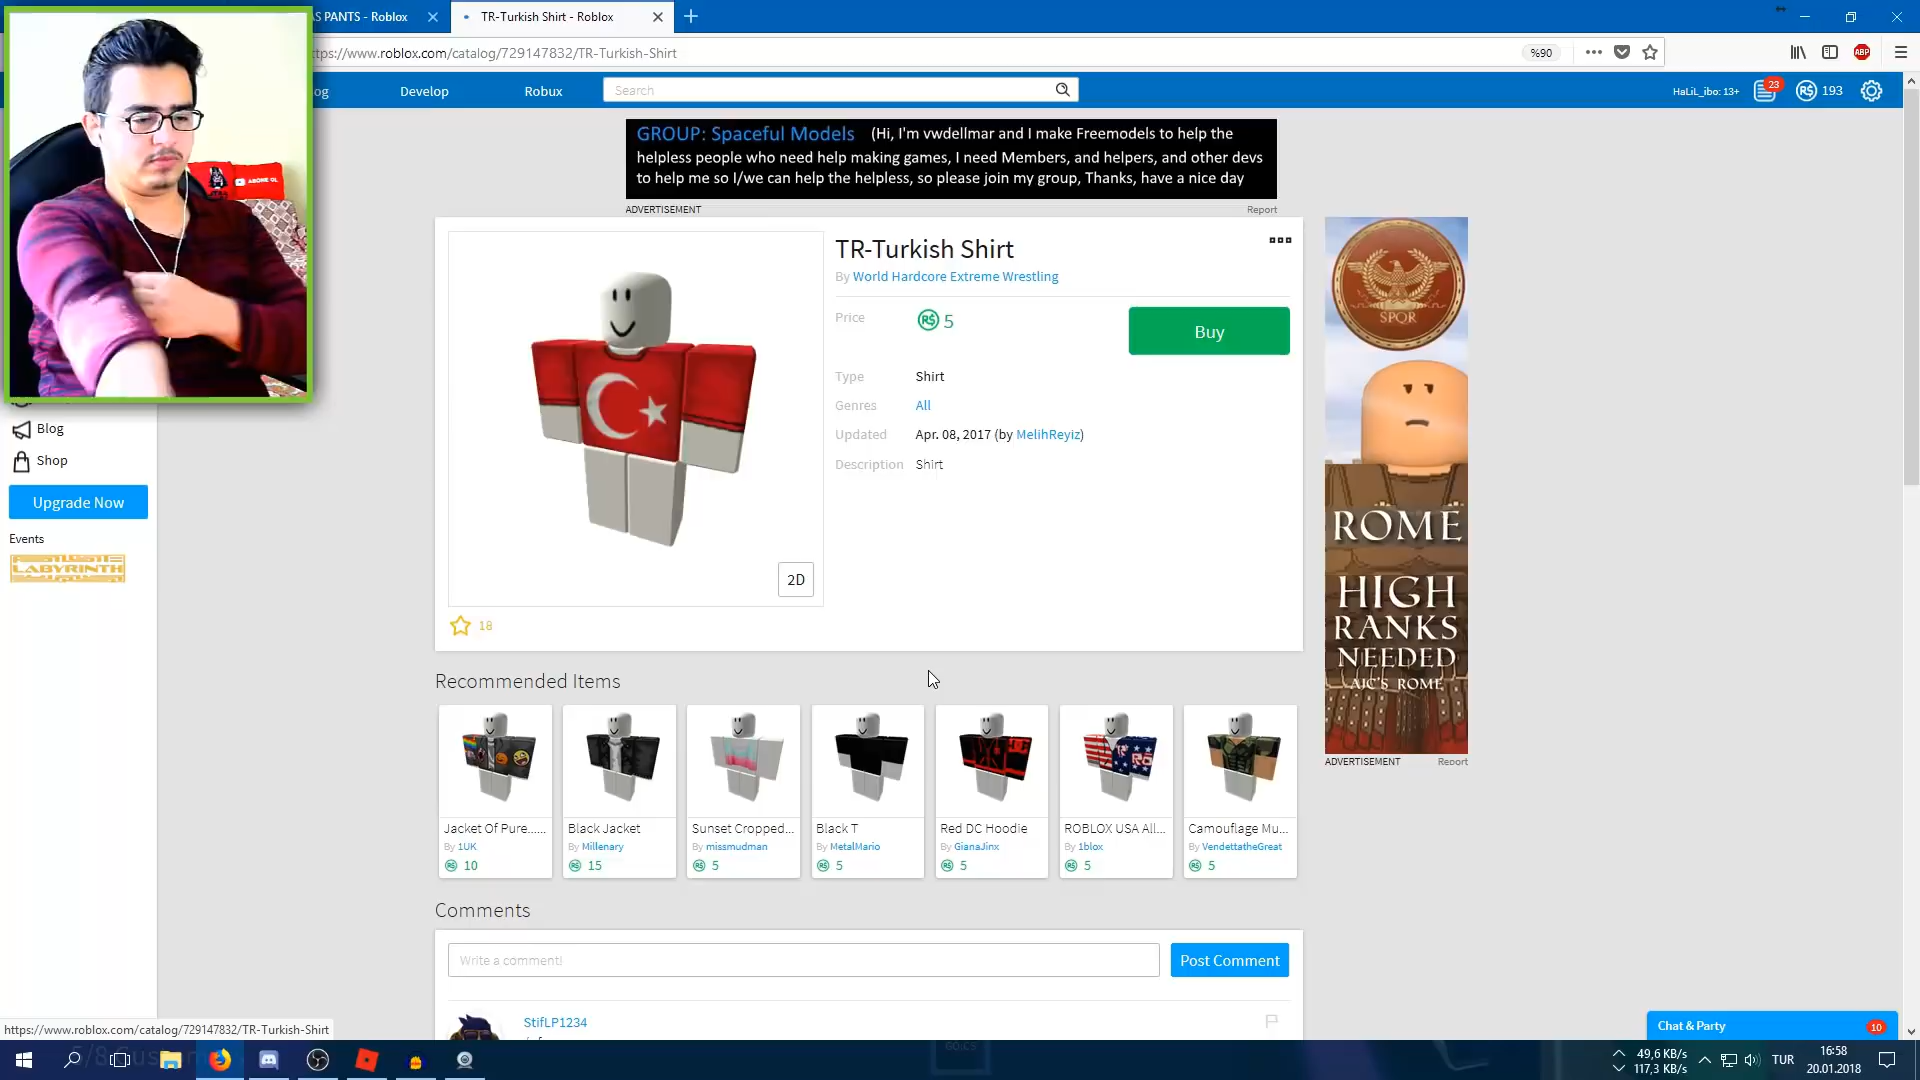 AS PANTS - Roblox
TR-Turkish Shirt - Roblox
ttps://www.roblox.com/catalog/729147832/TR-Turkish-Shirt
%90
ABP
Develop
Robux
Search
HaLiL_ibo: 13+
23
R$ 193
ABONE OL
GROUP: Spaceful Models (Hi, I'm vwdellmar and I make Freemodels to help the
helpless people who need help making games, I need Members, and helpers, and other devs
to help me so I/we can help the helpless, so please join my group, Thanks, have a nice day
ADVERTISEMENT
Report
TR-Turkish Shirt
By World Hardcore Extreme Wrestling
Price
R$ 5
Buy
Type
Shirt
Genres
All
Updated
Apr. 08, 2017 (by MelihReyiz)
Description
Shirt
2D
18
SPQR
ROME
HIGH
RANKS
NEEDED
AJC'S ROME
ADVERTISEMENT
Report
Blog
Shop
Upgrade Now
Events
LABYRINTH
Recommended Items
Jacket Of Pure......
By 1UK
R$ 10
Black Jacket
By Millenary
R$ 15
Sunset Cropped...
By missmudman
R$ 5
Black T
By MetalMario
R$ 5
Red DC Hoodie
By GianaJinx
R$ 5
ROBLOX USA All...
By 1blox
R$ 5
Camouflage Mu...
By VendettatheGreat
R$ 5
Comments
Write a comment!
Post Comment
StifLP1234
https://www.roblox.com/catalog/729147832/TR-Turkish-Shirt
Chat & Party
10
49,6 KB/s
117,3 KB/s
TUR
16:58
20.01.2018